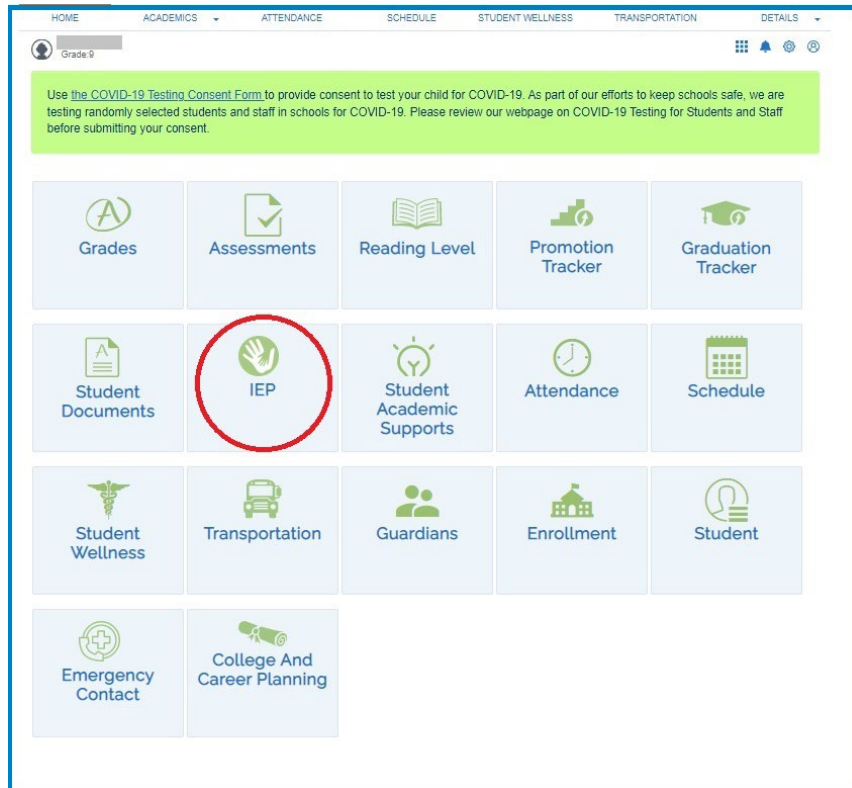 HOME ACADEMICS ATTENDANCE SCHEDULE STUDENT WELLNESS TRANSPORTATION DETAILS
Grade:9
Use the COVID-19 Testing Consent Form to provide consent to test your child for COVID-19. As part of our efforts to keep schools safe, we are
testing randomly selected students and staff in schools for COVID-19. Please review our webpage on COVID-19 Testing for Students and Staff
before submitting your consent.
Grades
Assessments
Reading Level
Promotion
Tracker
Graduation
Tracker
Student
Documents
IEP
Student
Academic
Supports
Attendance
Schedule
Student
Wellness
Transportation
Guardians
Enrollment
Student
Emergency
Contact
College And
Career Planning